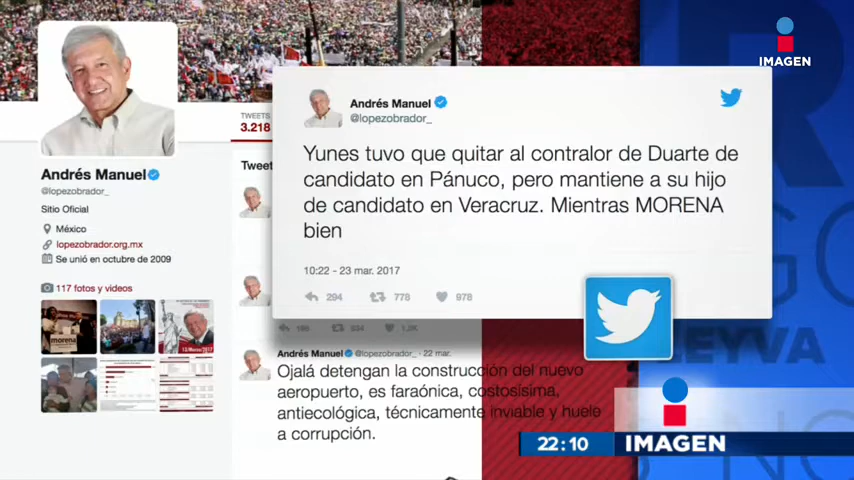 IMAGEN
TWEETS
3.218
Andrés Manuel
@lopezobrador_
Sitio Oficial
México
lopezobrador.org.mx
Se unió en octubre de 2009
117 fotos y videos
morena
Tweet
Andrés Manuel
@lopezobrador_
Yunes tuvo que quitar al contralor de Duarte de
candidato en Pánuco, pero mantiene a su hijo
de candidato en Veracruz. Mientras MORENA
bien
10:22 - 23 mar. 2017
294 778 978
Andrés Manuel @lopezobrador_ · 22 mar.
Ojalá detengan la construcción del nuevo
aeropuerto, es faraónica, costosísima,
antiecológica, técnicamente inviable y huele
a corrupción.
LEYVA
22:10 IMAGEN